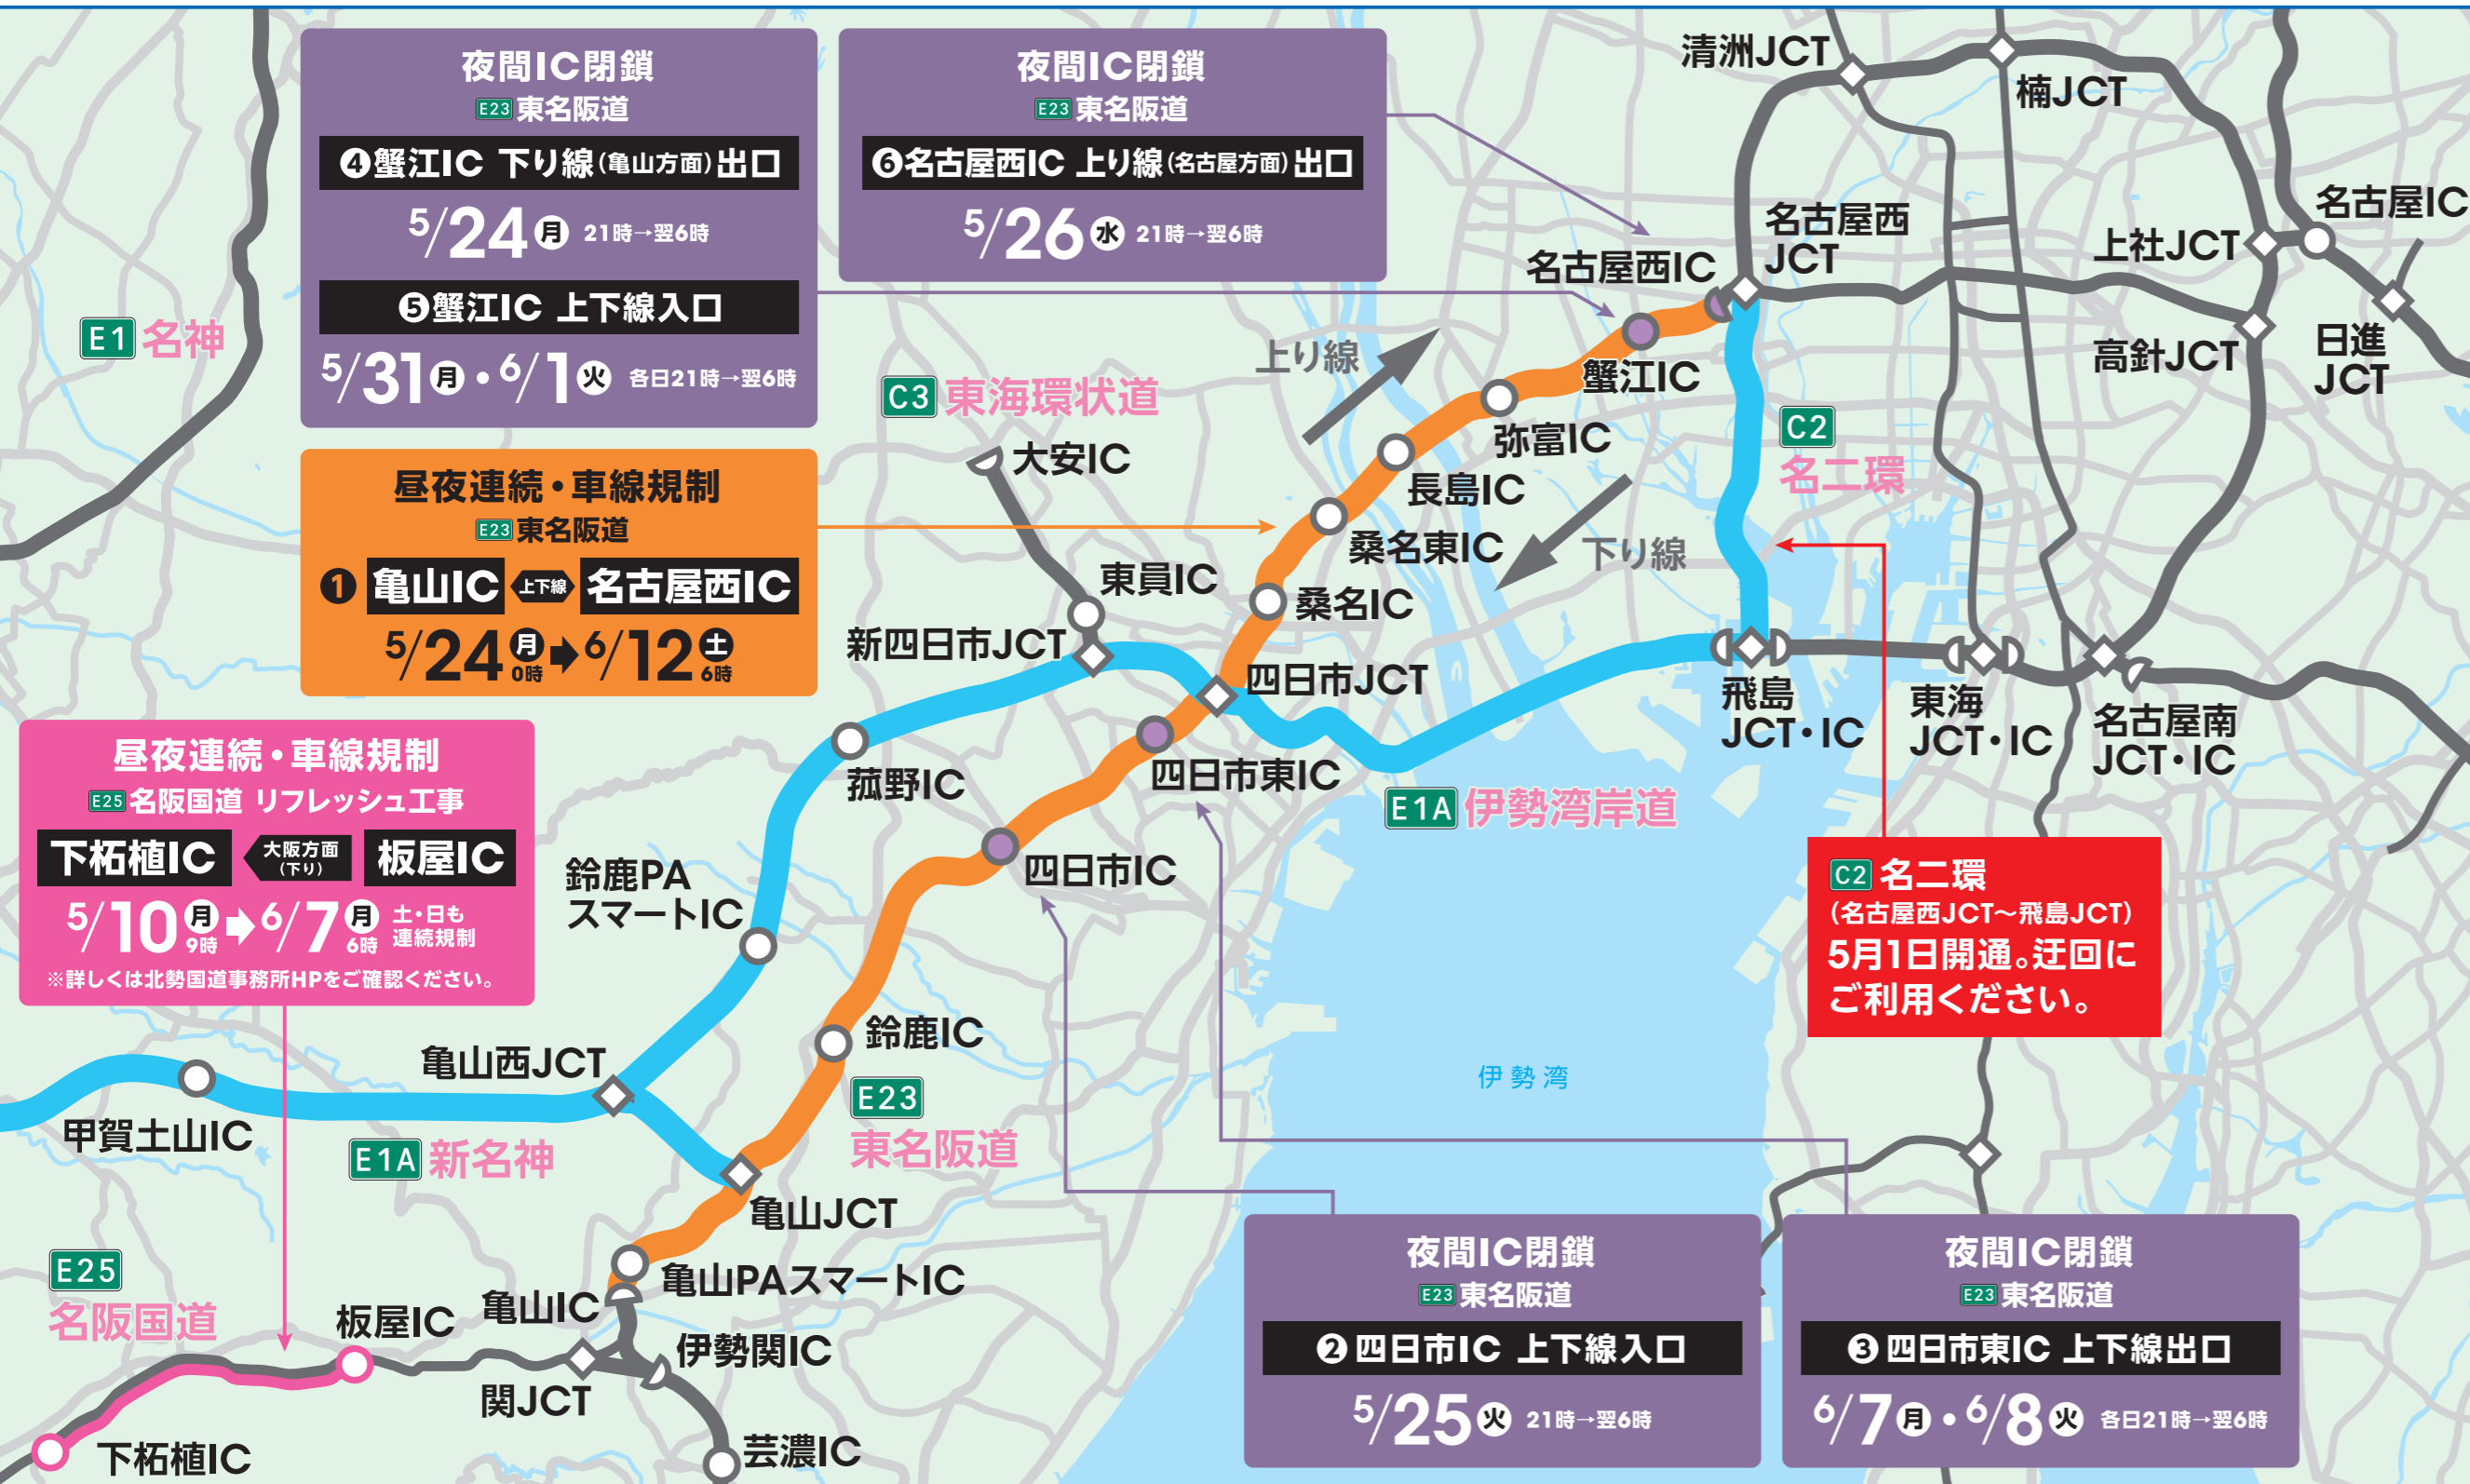 夜間IC閉鎖
E23 東名阪道
❹蟹江IC 下り線(亀山方面)出口
5/24月 21時→翌6時
❺蟹江IC 上下線入口
5/31月・6/1火 各日21時→翌6時
夜間IC閉鎖
E23 東名阪道
❻名古屋西IC 上り線(名古屋方面)出口
5/26水 21時→翌6時
清洲JCT
楠JCT
名古屋IC
名古屋西
JCT
上社JCT
名古屋西IC
E1 名神
上り線
蟹江IC
高針JCT
日進
JCT
C3 東海環状道
C2
名二環
大安IC
弥富IC
長島IC
桑名東IC
下り線
昼夜連続・車線規制
E23 東名阪道
❶ 亀山IC 上下線 名古屋西IC
5/24月0時➡6/12土6時
東員IC
桑名IC
新四日市JCT
四日市JCT
飛島
JCT・IC
東海
JCT・IC
名古屋南
JCT・IC
昼夜連続・車線規制
E25 名阪国道 リフレッシュ工事
下柘植IC 大阪方面(下り) 板屋IC
5/10月9時➡6/7月6時 土・日も連続規制
※詳しくは北勢国道事務所HPをご確認ください。
菰野IC
四日市東IC
E1A 伊勢湾岸道
鈴鹿PA
スマートIC
四日市IC
C2 名二環
(名古屋西JCT～飛島JCT)
5月1日開通。迂回に
ご利用ください。
鈴鹿IC
亀山西JCT
伊勢湾
E23
東名阪道
甲賀土山IC
E1A 新名神
亀山JCT
E25
名阪国道
亀山PAスマートIC
板屋IC
亀山IC
伊勢関IC
関JCT
下柘植IC
芸濃IC
夜間IC閉鎖
E23 東名阪道
❷四日市IC 上下線入口
5/25火 21時→翌6時
夜間IC閉鎖
E23 東名阪道
❸四日市東IC 上下線出口
6/7月・6/8火 各日21時→翌6時